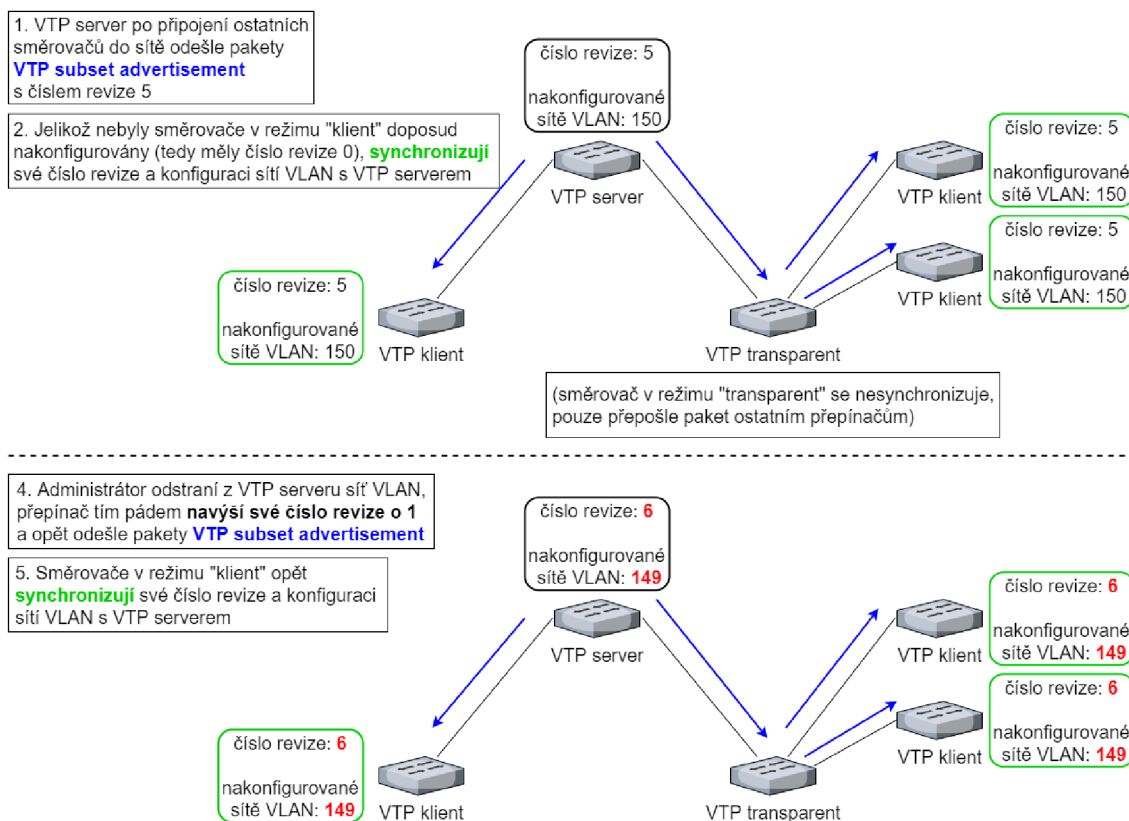 1. VTP server po připojení ostatních
směrovačů do sítě odešle pakety
VTP subset advertisement
s číslem revize 5
2. Jelikož nebyly směrovače v režimu "klient" doposud
nakonfigurovány (tedy měly číslo revize 0), synchronizují
své číslo revize a konfiguraci sítí VLAN s VTP serverem
číslo revize: 5
nakonfigurované
sítě VLAN: 150
VTP server
číslo revize: 5
nakonfigurované
sítě VLAN: 150
VTP klient
číslo revize: 5
nakonfigurované
sítě VLAN: 150
VTP klient
číslo revize: 5
nakonfigurované
sítě VLAN: 150
VTP klient
VTP transparent
(směrovač v režimu "transparent" se nesynchronizuje,
pouze přepošle paket ostatním přepínačům)
4. Administrátor odstraní z VTP serveru síť VLAN,
přepínač tím pádem navýší své číslo revize o 1
a opět odešle pakety VTP subset advertisement
5. Směrovače v režimu "klient" opět
synchronizují své číslo revize a konfiguraci
sítí VLAN s VTP serverem
číslo revize: 6
nakonfigurované
sítě VLAN: 149
VTP server
číslo revize: 6
nakonfigurované
sítě VLAN: 149
VTP klient
číslo revize: 6
nakonfigurované
sítě VLAN: 149
VTP klient
číslo revize: 6
nakonfigurované
sítě VLAN: 149
VTP klient
VTP transparent